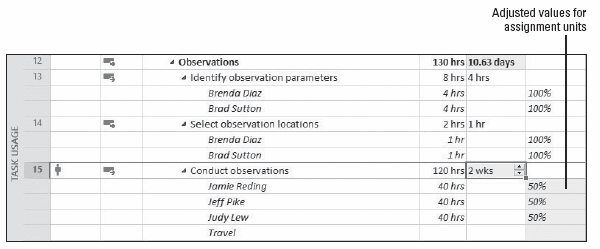 Adjusted values for
assignment units
TASK USAGE
12 Observations 130 hrs 10.63 days
13 Identify observation parameters 8 hrs 4 hrs
Brenda Diaz 4 hrs 100%
Brad Sutton 4 hrs 100%
14 Select observation locations 2 hrs 1 hr
Brenda Diaz 1 hr 100%
Brad Sutton 1 hr 100%
15 Conduct observations 120 hrs 2 wks
Jamie Reding 40 hrs 50%
Jeff Pike 40 hrs 50%
Judy Lew 40 hrs 50%
Travel